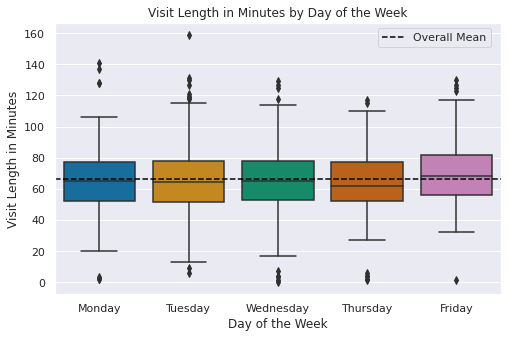 Visit Length in Minutes by Day of the Week
Overall Mean
160
140
120
100
80
60
40
20
0
Visit Length in Minutes
Monday Tuesday Wednesday Thursday Friday
Day of the Week